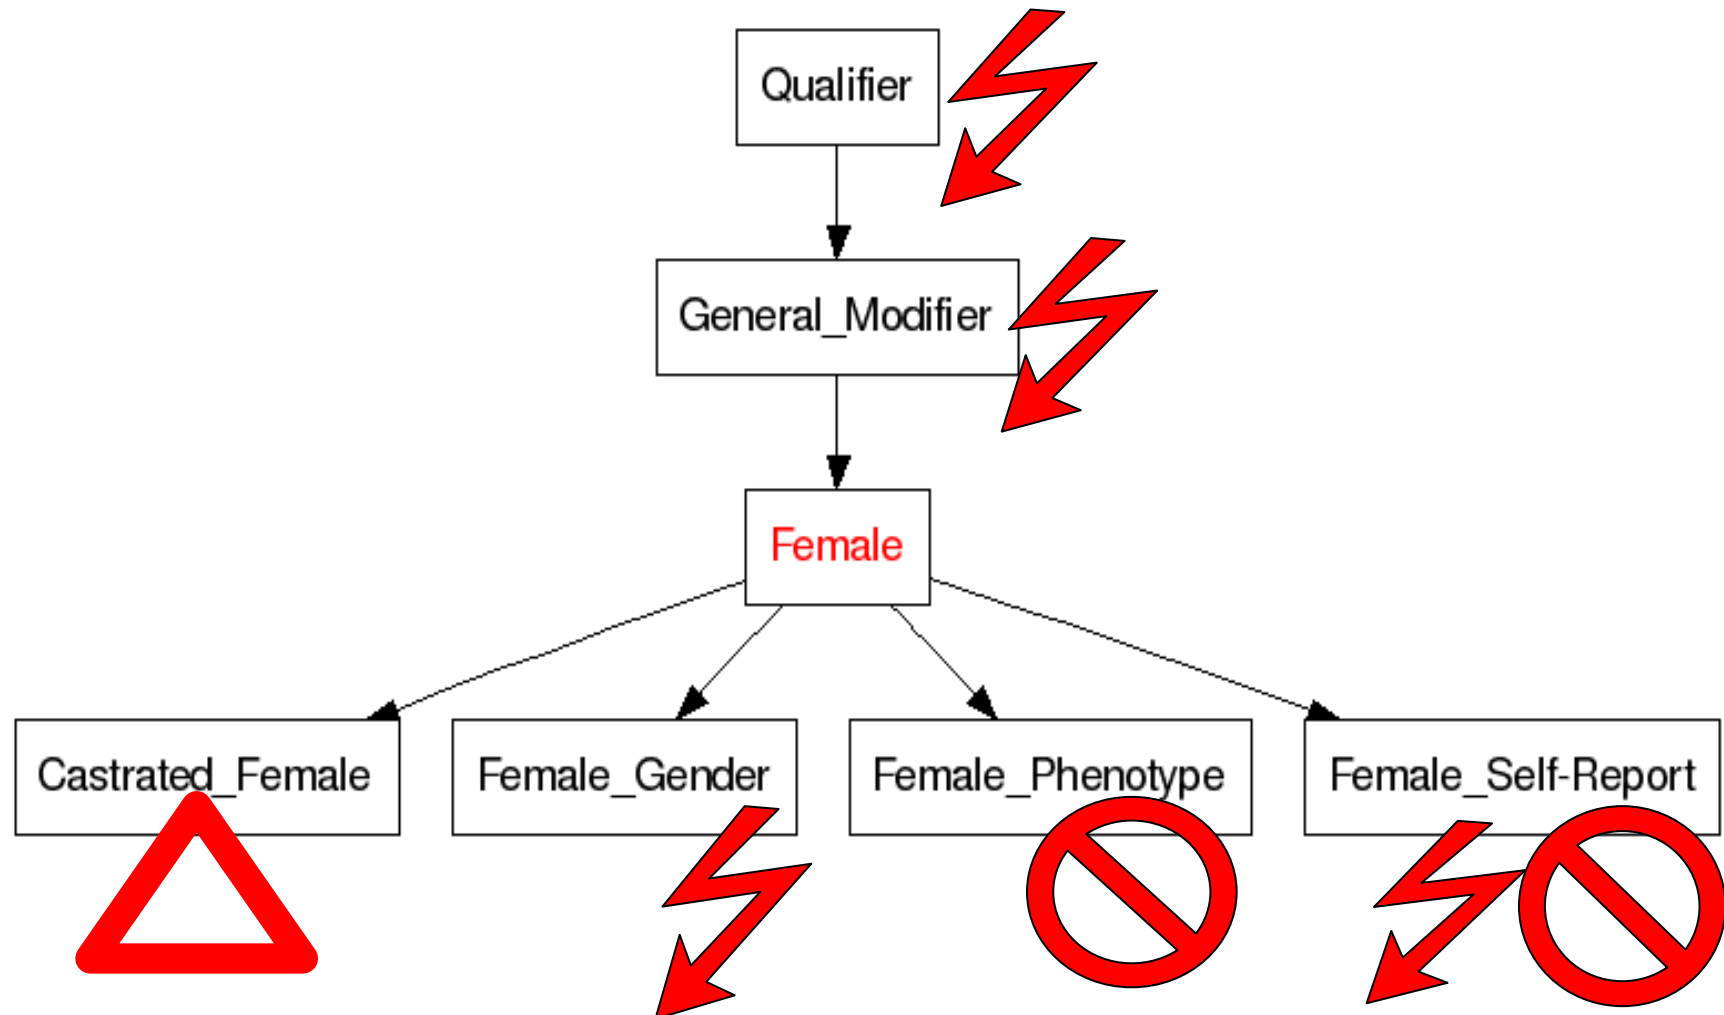 Qualifier
General_Modifier
Female
Castrated_Female
Female_Gender
Female_Phenotype
Female_Self-Report